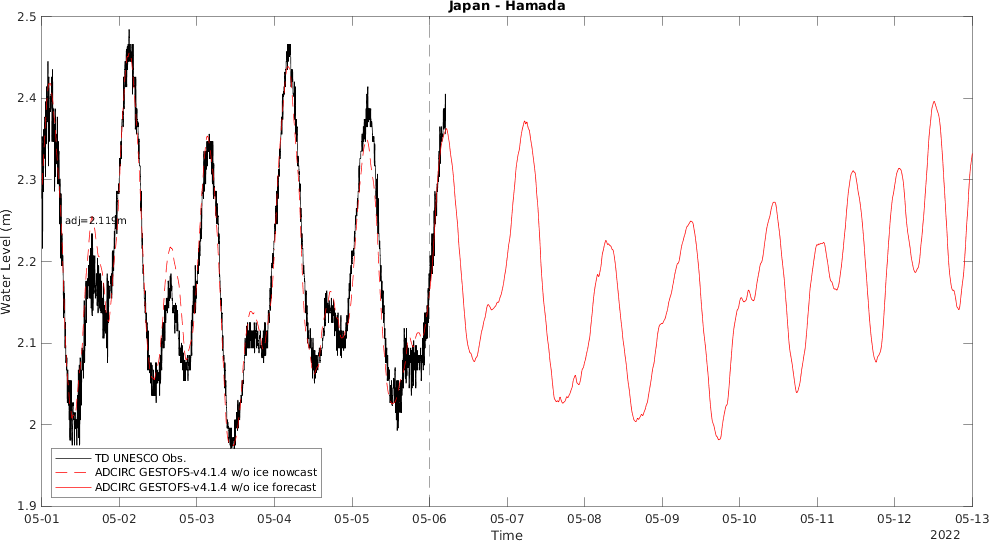 Japan - Hamada
Water Level (m)
2.5
2.4
2.3
2.2
2.1
2
1.9
adj=2.119m
TD UNESCO Obs.
ADCIRC GESTOFS-v4.1.4 w/o ice nowcast
ADCIRC GESTOFS-v4.1.4 w/o ice forecast
05-01 05-02 05-03 05-04 05-05 05-06 05-07 05-08 05-09 05-10 05-11 05-12 05-13
Time
2022